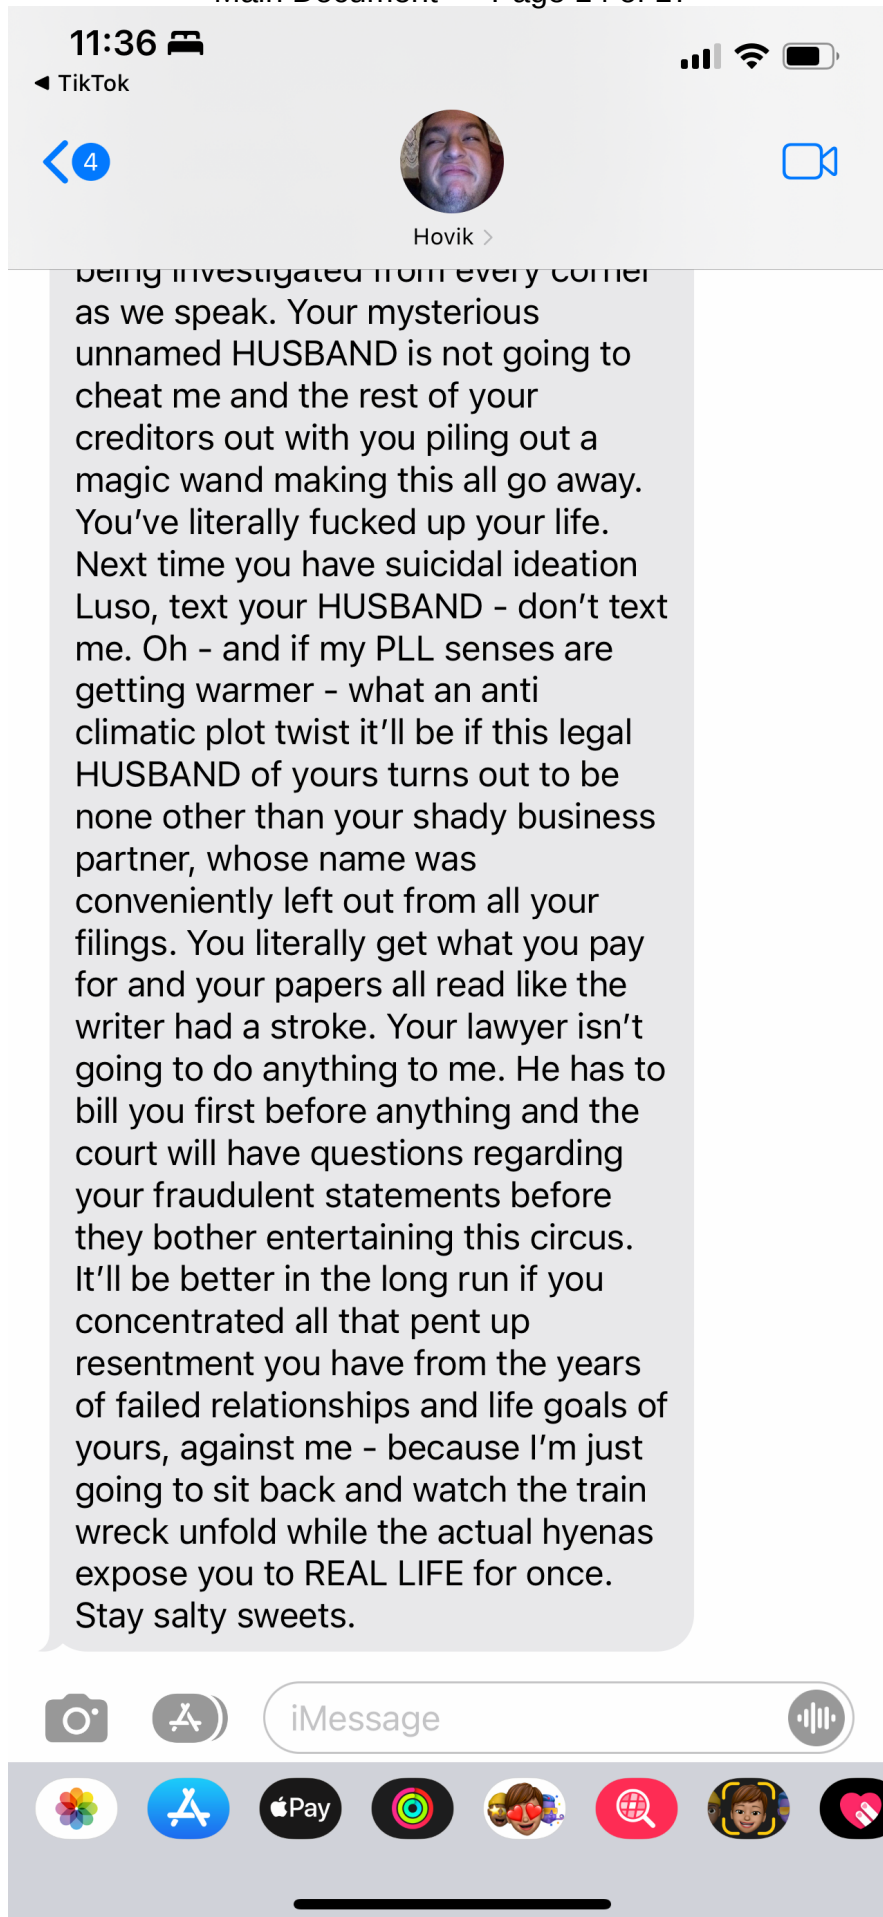 11:36
TikTok
4
Hovik
being investigated from every corner
as we speak. Your mysterious
unnamed HUSBAND is not going to
cheat me and the rest of your
creditors out with you piling out a
magic wand making this all go away.
You’ve literally fucked up your life.
Next time you have suicidal ideation
Luso, text your HUSBAND - don’t text
me. Oh - and if my PLL senses are
getting warmer - what an anti
climatic plot twist it’ll be if this legal
HUSBAND of yours turns out to be
none other than your shady business
partner, whose name was
conveniently left out from all your
filings. You literally get what you pay
for and your papers all read like the
writer had a stroke. Your lawyer isn’t
going to do anything to me. He has to
bill you first before anything and the
court will have questions regarding
your fraudulent statements before
they bother entertaining this circus.
It’ll be better in the long run if you
concentrated all that pent up
resentment you have from the years
of failed relationships and life goals of
yours, against me - because I’m just
going to sit back and watch the train
wreck unfold while the actual hyenas
expose you to REAL LIFE for once.
Stay salty sweets.
iMessage
Pay